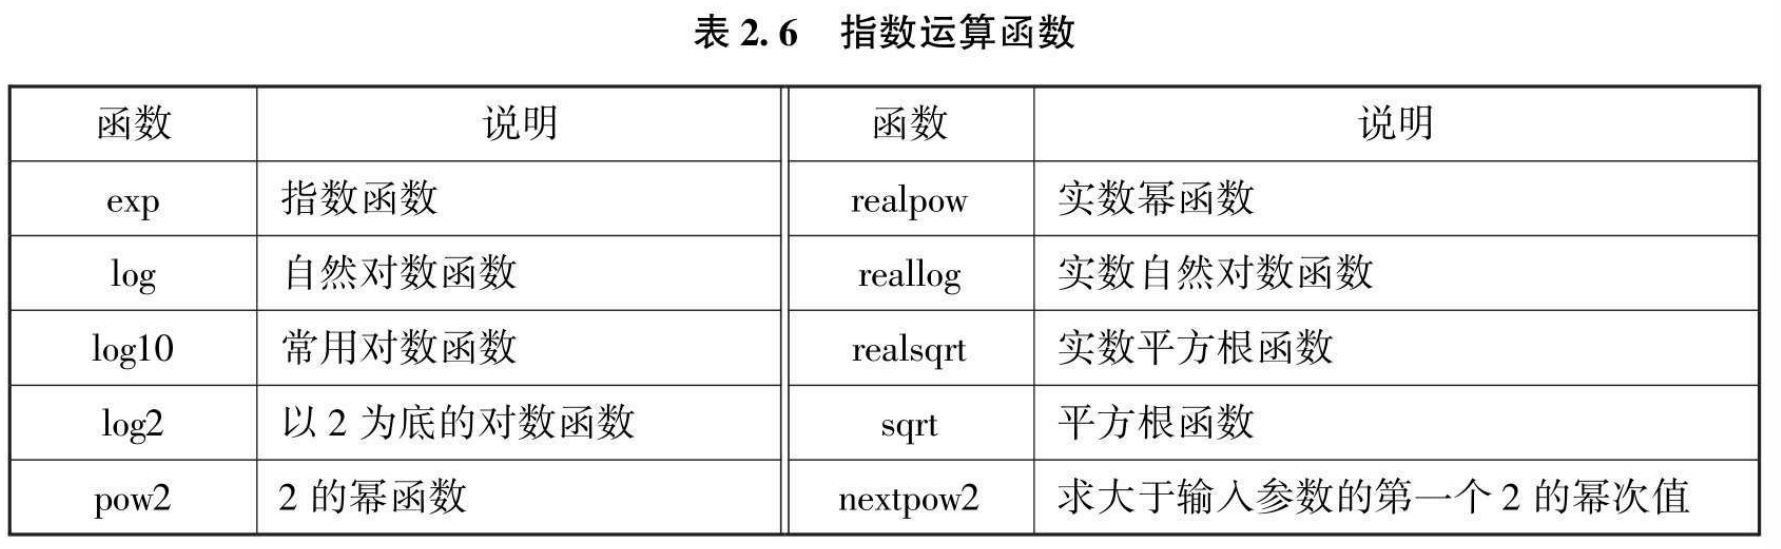 表 2. 6 指数运算函数
函数 说明 函数 说明
exp 指数函数 realpow 实数幂函数
log 自然对数函数 reallog 实数自然对数函数
log10 常用对数函数 realsqrt 实数平方根函数
log2 以 2 为底的对数函数 sqrt 平方根函数
pow2 2 的幂函数 nextpow2 求大于输入参数的第一个 2 的幂次值